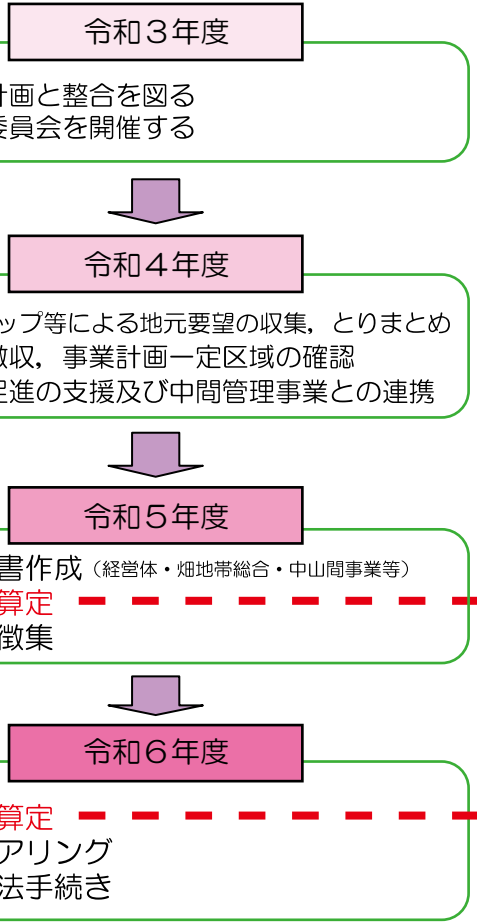 令和3年度
計画と整合を図る
委員会を開催する
令和4年度
ップ等による地元要望の収集，とりまとめ
徴収，事業計画一定区域の確認
促進の支援及び中間管理事業との連携
令和5年度
書作成（経営体・畑地帯総合・中山間事業等）
算定
徴集
令和6年度
算定
アリング
法手続き